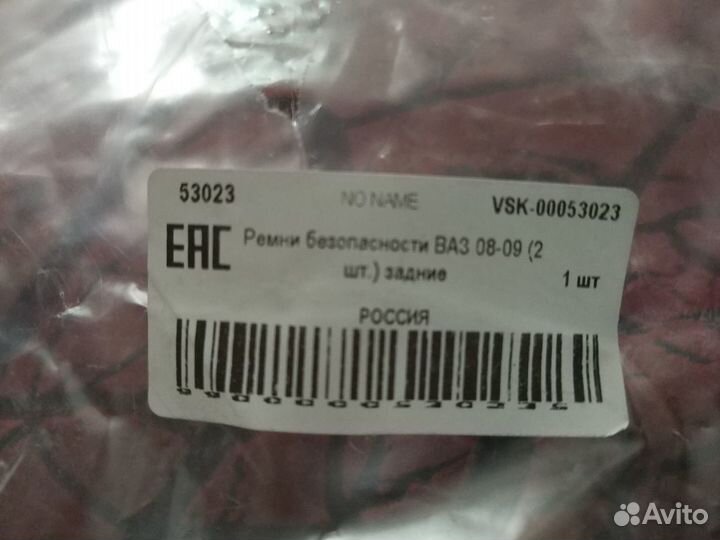 53023
NO NAME
VSK-00053023
EAC
Ремни безопасности ВАЗ 08-09 (2
шт.) задние
1 шт
РОССИЯ
Avito